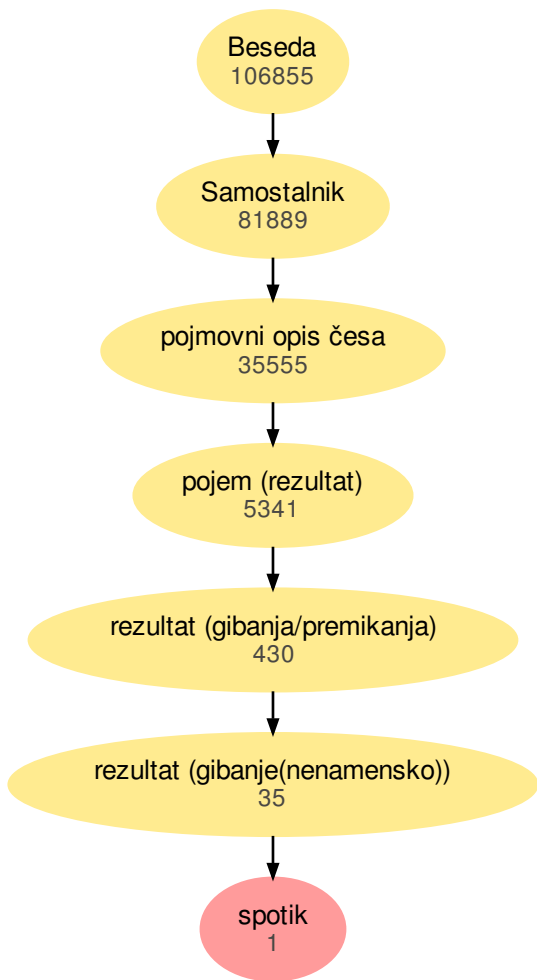 Beseda
106855
Samostalnik
81889
pojmovni opis česa
35555
pojem (rezultat)
5341
rezultat (gibanja/premikanja)
430
rezultat (gibanje(nenamensko))
35
spotik
1